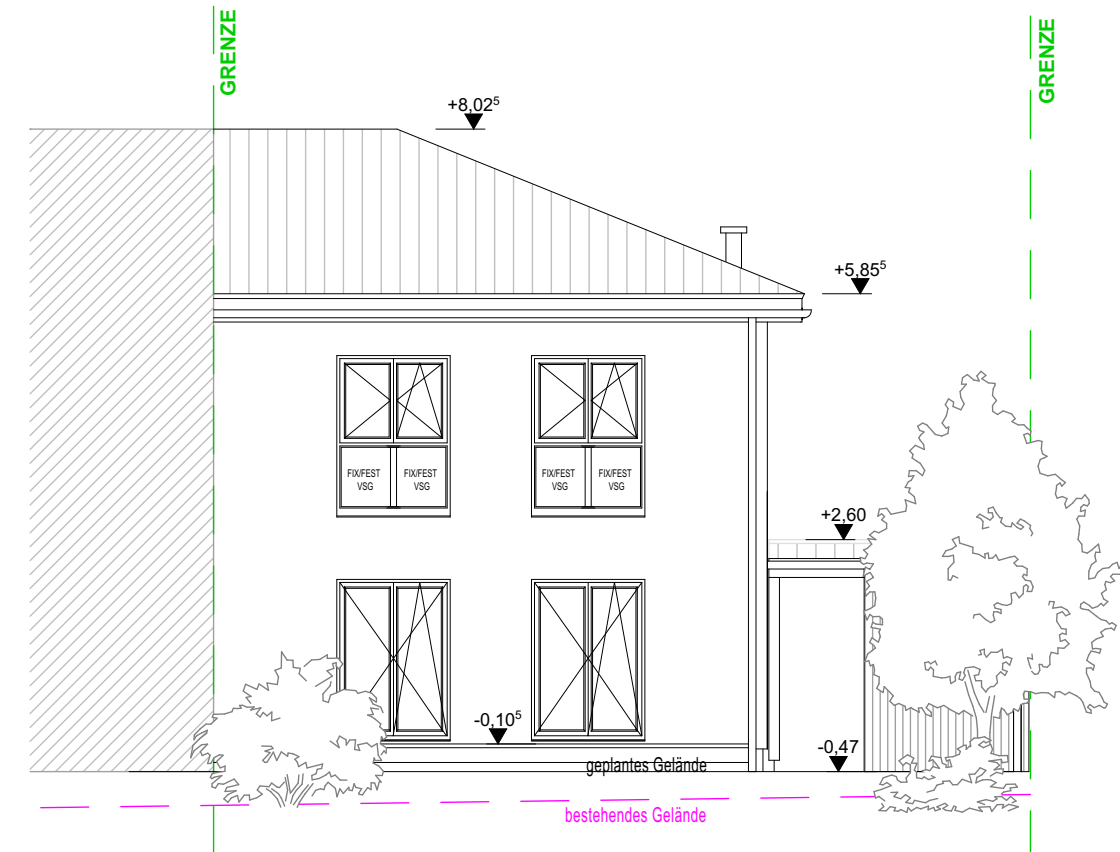 GRENZE
GRENZE
+8,02⁵
+5,85⁵
FIX/FEST
VSG
FIX/FEST
VSG
FIX/FEST
VSG
FIX/FEST
VSG
+2,60
-0,10⁵
-0,47
geplantes Gelände
bestehendes Gelände